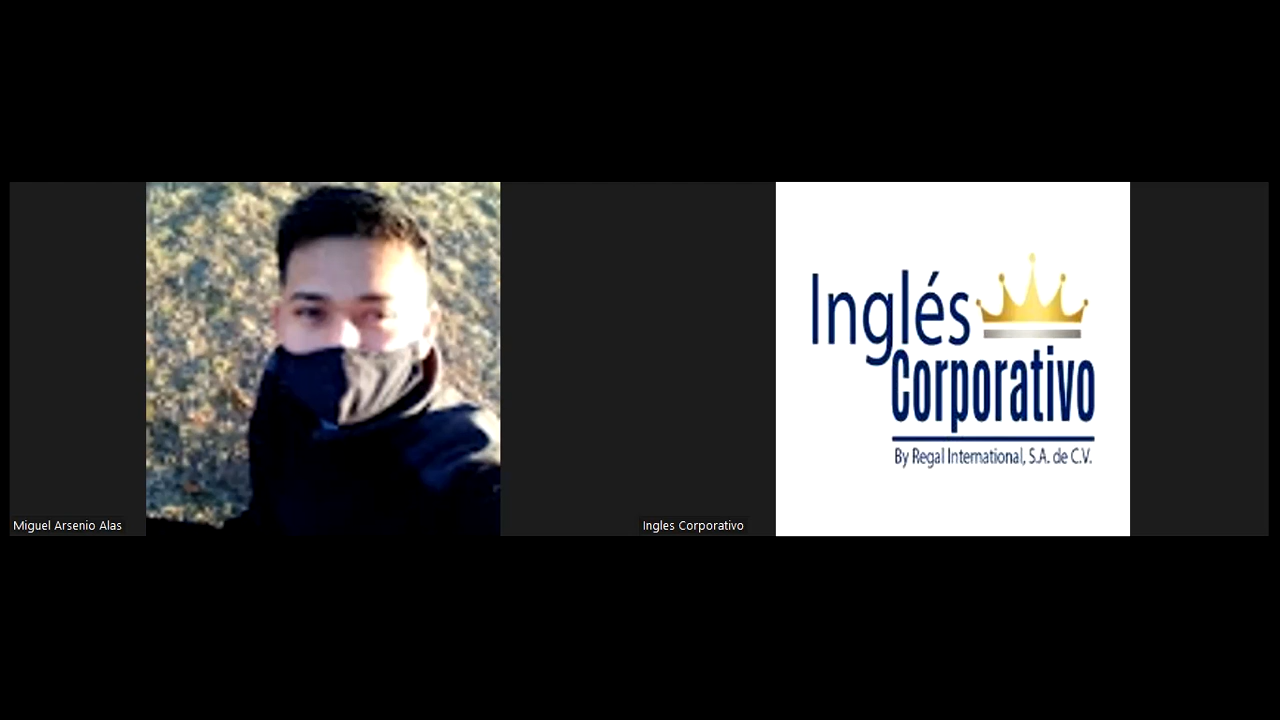 Inglés
Corporativo
By Regal International, S.A. de C.V.
Miguel Arsenio Alas
Ingles Corporativo